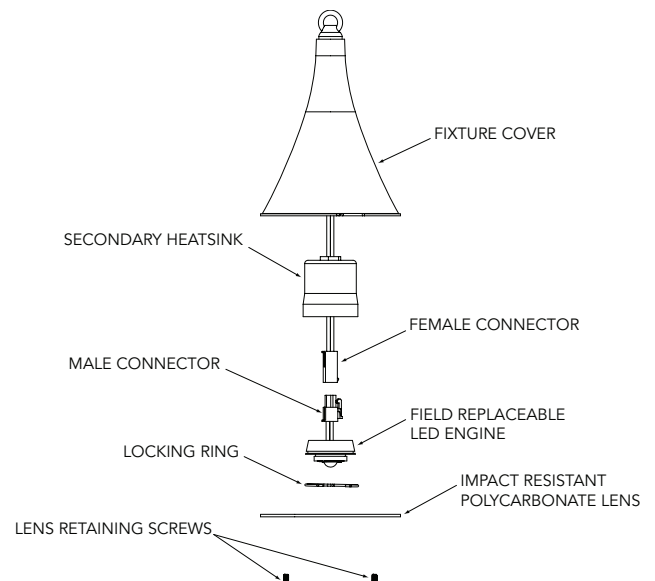 FIXTURE COVER
SECONDARY HEATSINK
FEMALE CONNECTOR
MALE CONNECTOR
FIELD REPLACEABLE
LED ENGINE
LOCKING RING
IMPACT RESISTANT
POLYCARBONATE LENS
LENS RETAINING SCREWS